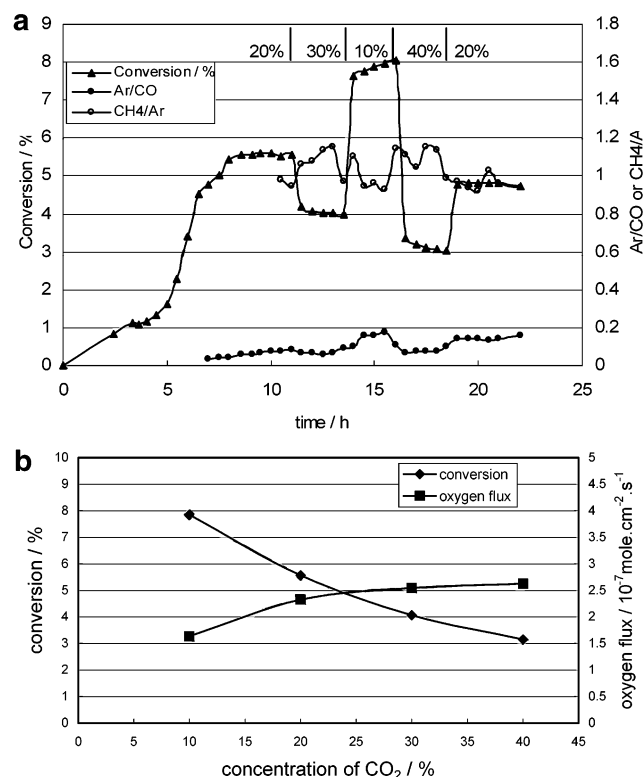 a
20% 30% 10% 40% 20%
Conversion / %
Ar/CO
CH4/Ar
9
8
7
6
5
4
3
2
1
0
Conversion / %
1.8
1.6
1.4
1.2
1
0.8
0.6
0.4
0.2
0
Ar/CO or CH4/A
0 5 10 15 20 25
time / h
b
conversion
oxygen flux
10
9
8
7
6
5
4
3
2
1
0
conversion / %
5
4.5
4
3.5
3
2.5
2
1.5
1
0.5
0
oxygen flux / 10⁻⁷mole.cm⁻².s⁻¹
0 5 10 15 20 25 30 35 40 45
concentration of CO₂ / %